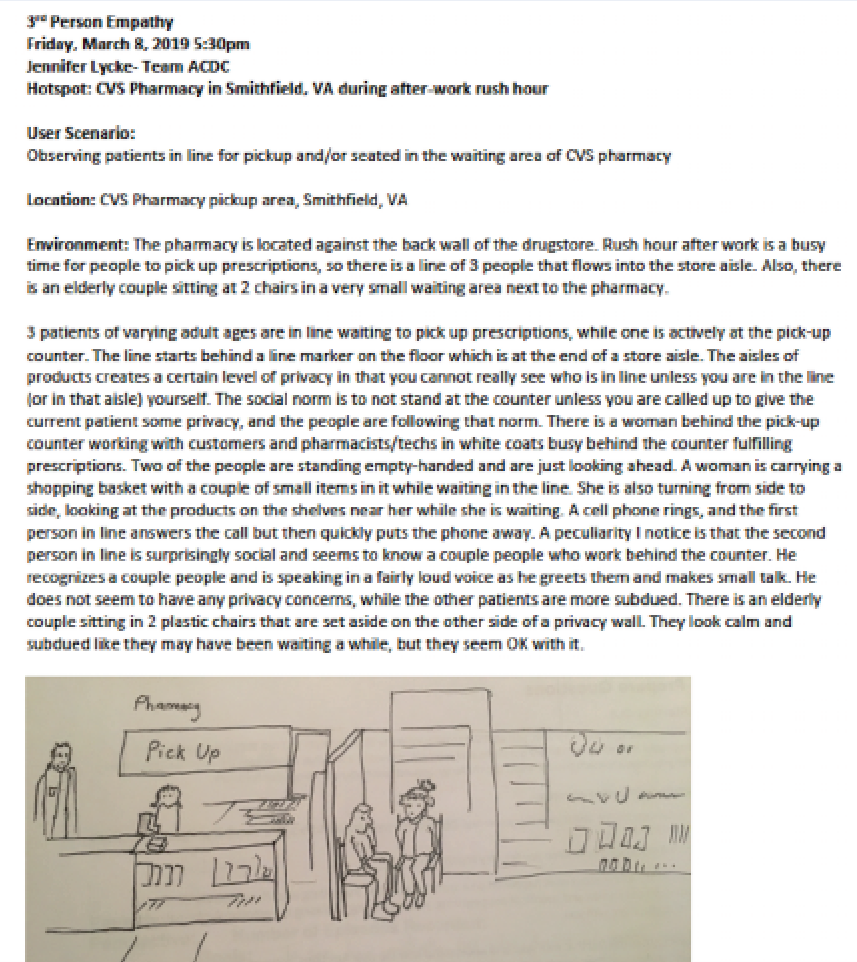 3rd Person Empathy
Friday, March 8, 2019 5:30pm
Jennifer Lycke- Team ACDC
Hotspot: CVS Pharmacy in Smithfield, VA during after-work rush hour
User Scenario:
Observing patients in line for pickup and/or seated in the waiting area of CVS pharmacy
Location: CVS Pharmacy pickup area, Smithfield, VA
Environment: The pharmacy is located against the back wall of the drugstore. Rush hour after work is a busy
time for people to pick up prescriptions, so there is a line of 3 people that flows into the store aisle. Also, there
is an elderly couple sitting at 2 chairs in a very small waiting area next to the pharmacy.
3 patients of varying adult ages are in line waiting to pick up prescriptions, while one is actively at the pick-up
counter. The line starts behind a line marker on the floor which is at the end of a store aisle. The aisles of
products creates a certain level of privacy in that you cannot really see who is in line unless you are in the line
(or in that aisle) yourself. The social norm is to not stand at the counter unless you are called up to give the
current patient some privacy, and the people are following that norm. There is a woman behind the pick-up
counter working with customers and pharmacists/techs in white coats busy behind the counter fulfilling
prescriptions. Two of the people are standing empty-handed and are just looking ahead. A woman is carrying a
shopping basket with a couple of small items in it while waiting in the line. She is also turning from side to
side, looking at the products on the shelves near her while she is waiting. A cell phone rings, and the first
person in line answers the call but then quickly puts the phone away. A peculiarity I notice is that the second
person in line is surprisingly social and seems to know a couple people who work behind the counter. He
recognizes a couple people and is speaking in a fairly loud voice as he greets them and makes small talk. He
does not seem to have any privacy concerns, while the other patients are more subdued. There is an elderly
couple sitting in 2 plastic chairs that are set aside on the other side of a privacy wall. They look calm and
subdued like they may have been waiting a while, but they seem OK with it.
Pharmacy
Pick Up